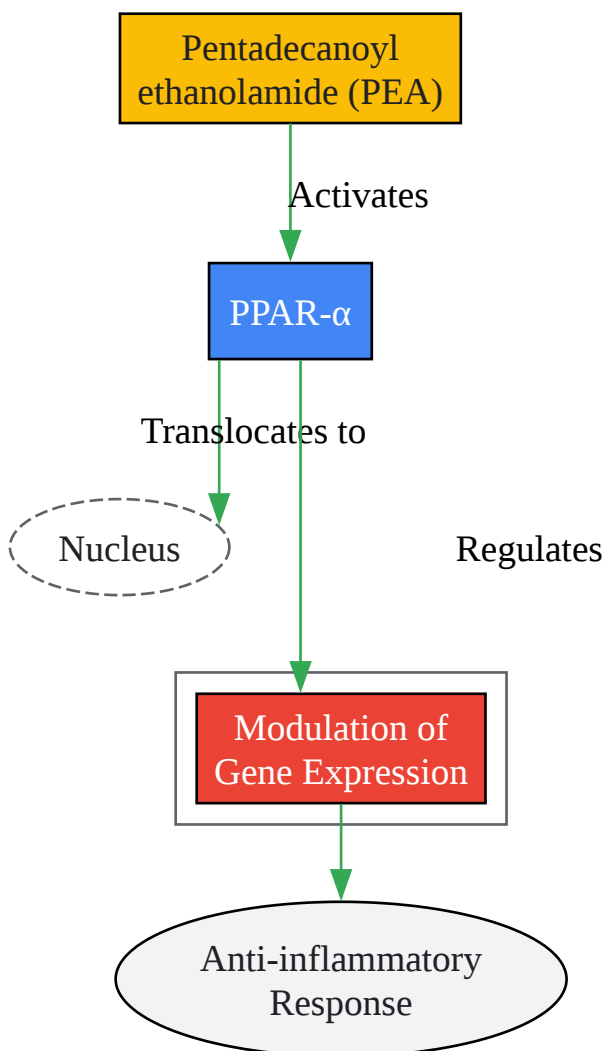 Pentadecanoyl
ethanolamide (PEA)
Activates
PPAR-α
Translocates to
Nucleus
Regulates
Modulation of
Gene Expression
Anti-inflammatory
Response